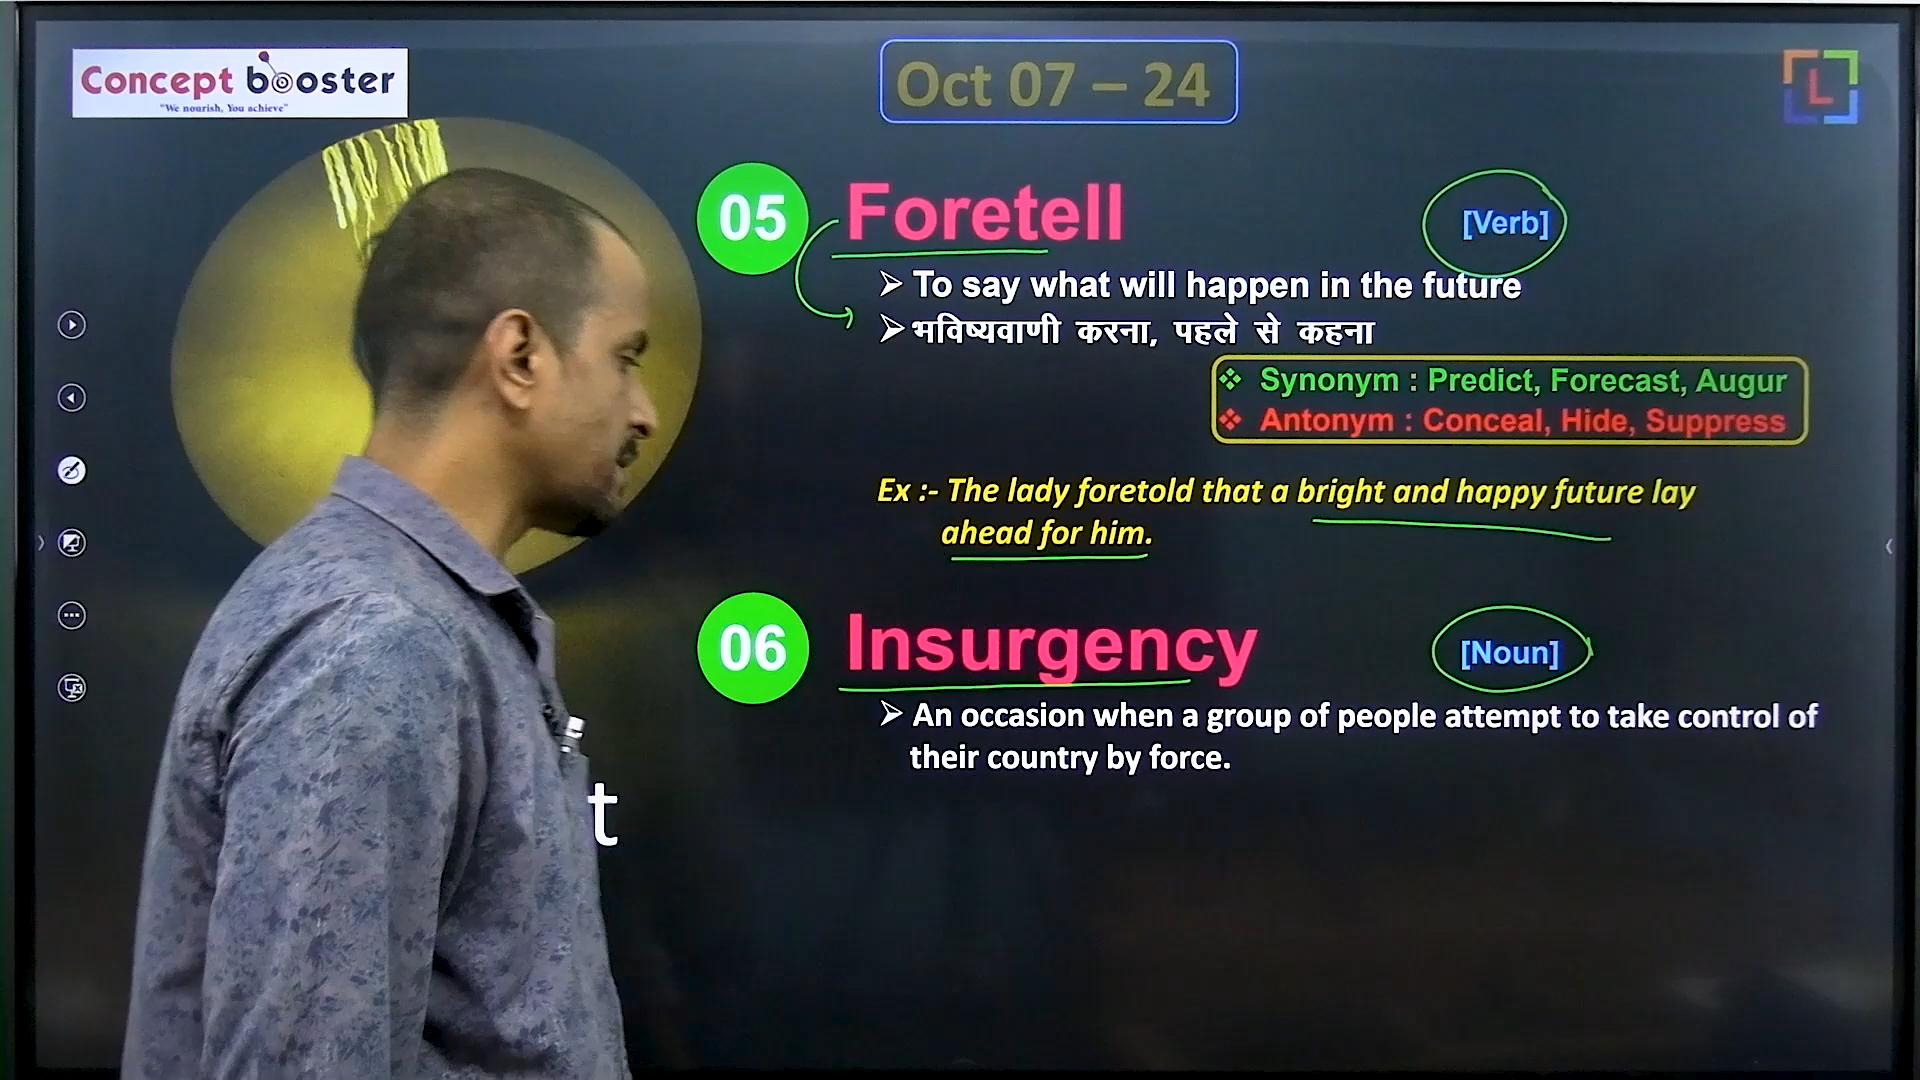 Concept booster
"We nourish, You achieve"
Oct 07 – 24
L
05 Foretell [Verb]
To say what will happen in the future
भविष्यवाणी करना, पहले से कहना
Synonym : Predict, Forecast, Augur
Antonym : Conceal, Hide, Suppress
Ex :- The lady foretold that a bright and happy future lay
ahead for him.
06 Insurgency [Noun]
An occasion when a group of people attempt to take control of
their country by force.
t